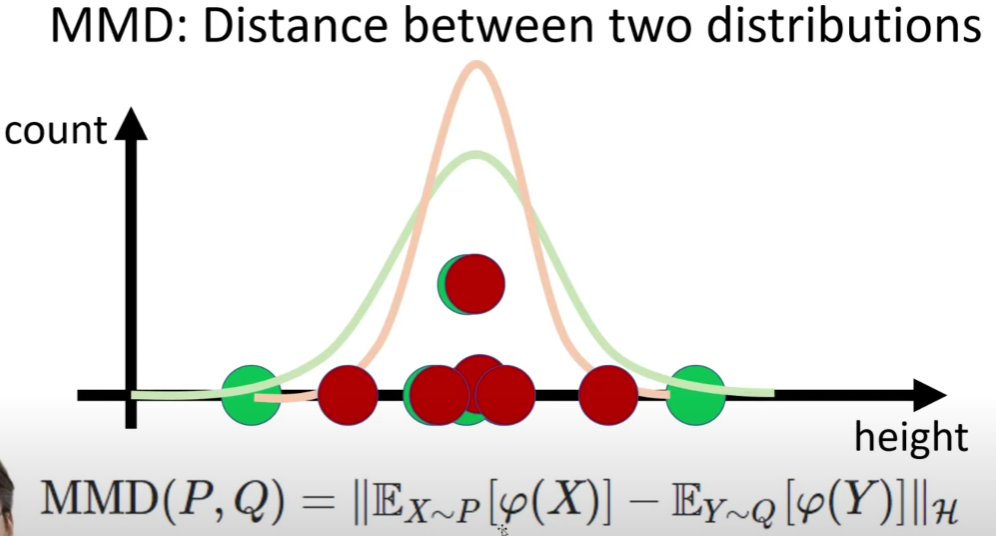 MMD: Distance between two distributions
count
height
MMD(P, Q) = ‖𝔼_{X∼P}[φ(X)] − 𝔼_{Y∼Q}[φ(Y)]‖_ℋ